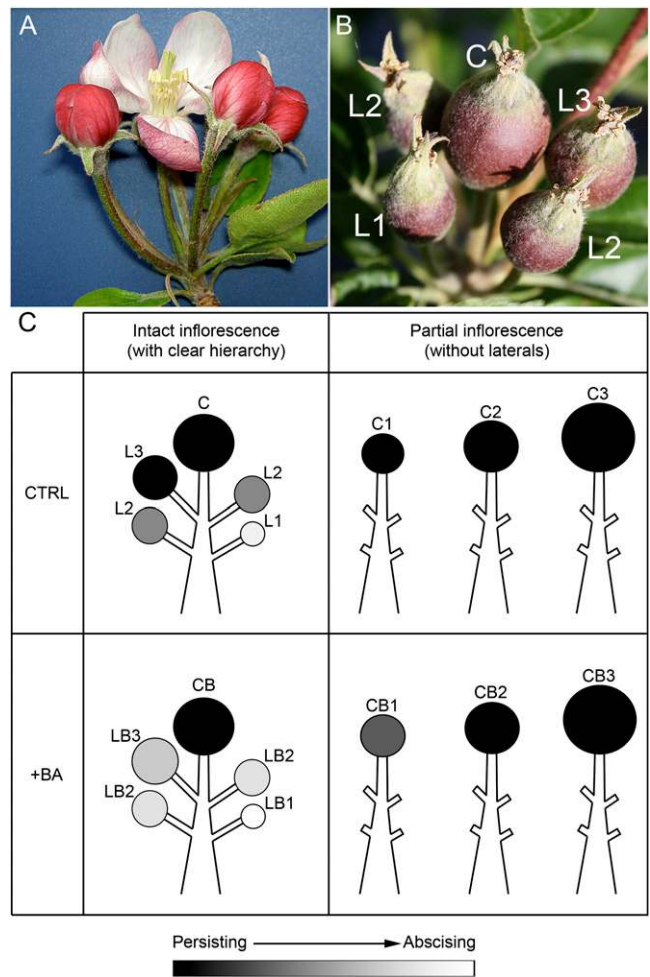 A
B
C
L2
L3
L1
L2
C
Intact inflorescence
(with clear hierarchy)
Partial inflorescence
(without laterals)
CTRL
C
L3
L2
L2
L1
C1
C2
C3
+BA
CB
LB3
LB2
LB2
LB1
CB1
CB2
CB3
Persisting
Abscising